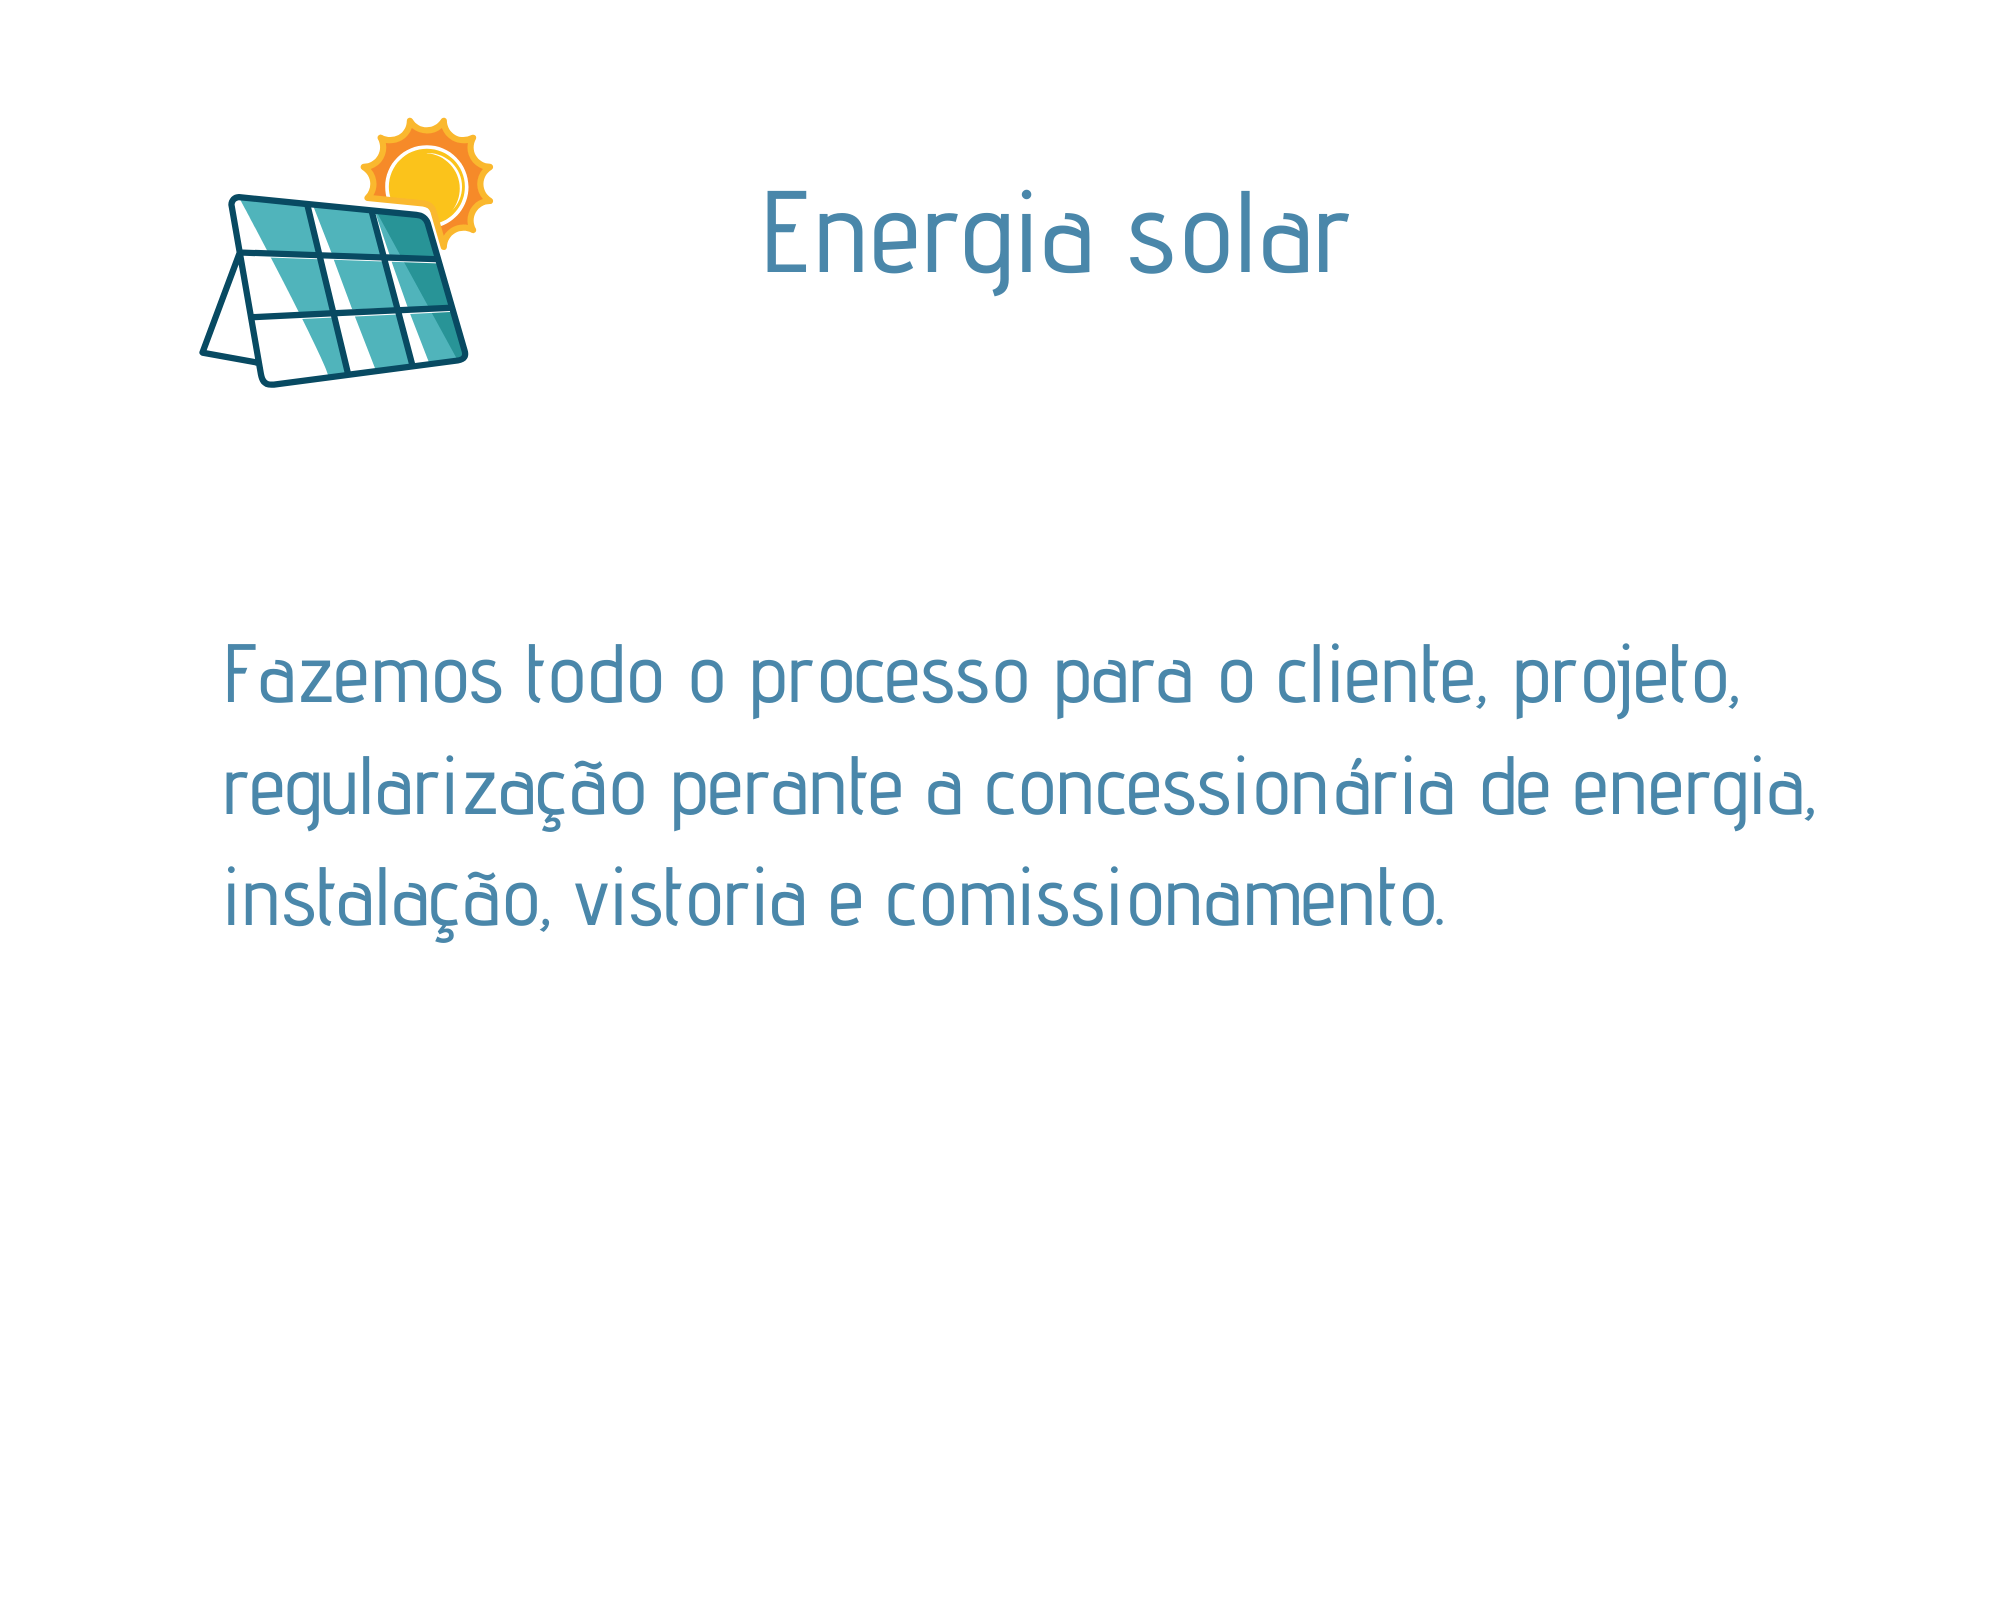 Energia solar
Fazemos todo o processo para o cliente, projeto,
regularização perante a concessionária de energia,
instalação, vistoria e comissionamento.